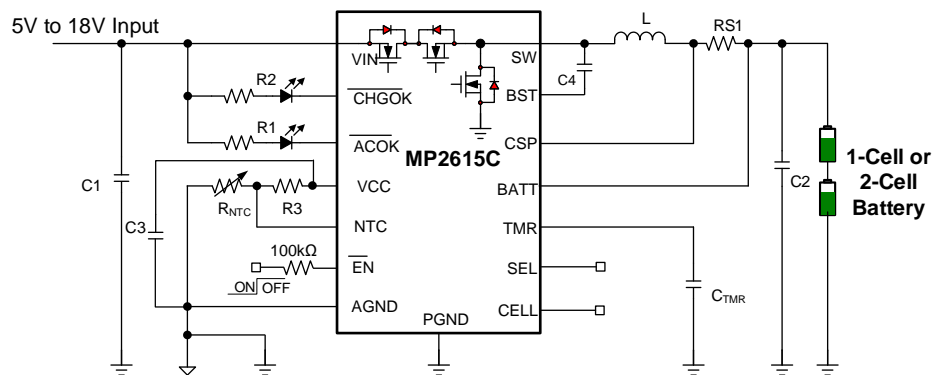 5V to 18V Input
L
RS1
VIN
SW
C4
R2
BST
CHGOK
R1
CSP
ACOK
MP2615C
1-Cell or
2-Cell
Battery
C1
C2
VCC
BATT
RNTC
R3
C3
NTC
TMR
100kΩ
EN
SEL
ON OFF
CTMR
AGND
CELL
PGND